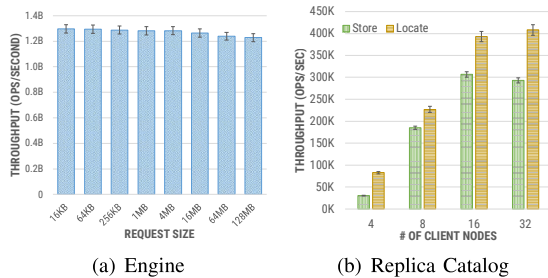 THROUGHPUT (OPS/SECOND)
1.4B
1.2B
1.0B
0.8B
0.6B
0.4B
0.2B
0
16KB 64KB 256KB 1MB 4MB 16MB 64MB 128MB
REQUEST SIZE
(a) Engine
THROUGHPUT (OPS/SEC)
Store Locate
450K
400K
350K
300K
250K
200K
150K
100K
50K
0K
4 8 16 32
# OF CLIENT NODES
(b) Replica Catalog